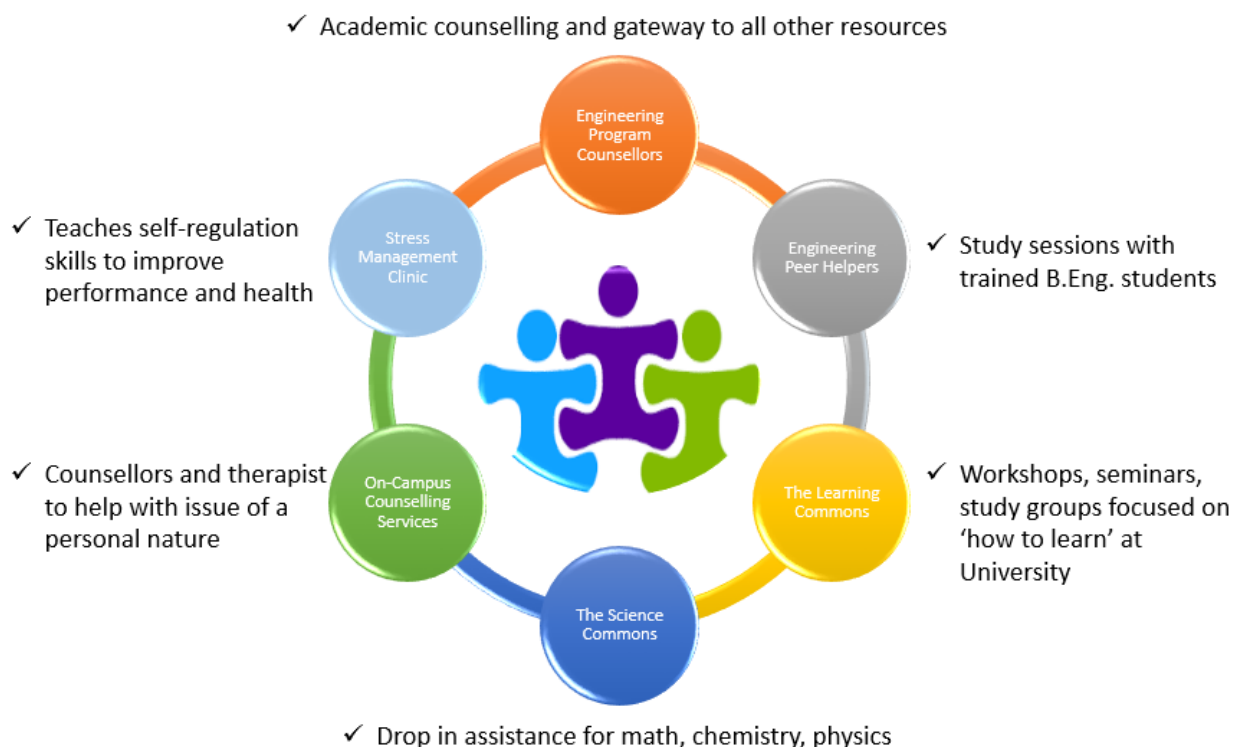 ✓ Academic counselling and gateway to all other resources
Engineering
Program
Counsellors
Engineering
Peer Helpers
✓ Study sessions with
trained B.Eng. students
The Learning
Commons
✓ Workshops, seminars,
study groups focused on
‘how to learn’ at
University
The Science
Commons
✓ Drop in assistance for math, chemistry, physics
On-Campus
Counselling
Services
✓ Counsellors and therapist
to help with issue of a
personal nature
Stress
Management
Clinic
✓ Teaches self-regulation
skills to improve
performance and health